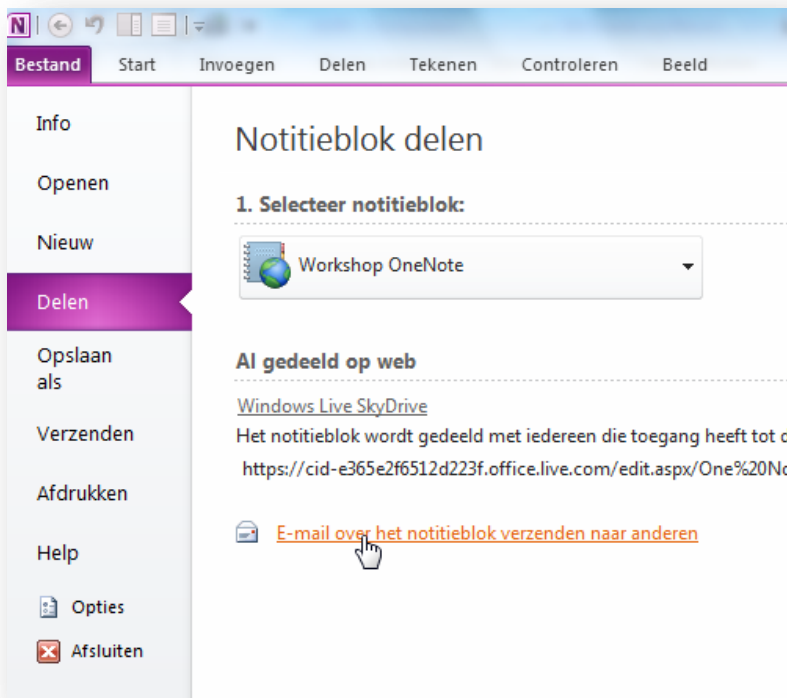 N
Bestand Start Invoegen Delen Tekenen Controleren Beeld
Info
Openen
Nieuw
Delen
Opslaan
als
Verzenden
Afdrukken
Help
Opties
Afsluiten
Notitieblok delen
1. Selecteer notitieblok:
Workshop OneNote
Al gedeeld op web
Windows Live SkyDrive
Het notitieblok wordt gedeeld met iedereen die toegang heeft tot
https://cid-e365e2f6512d223f.office.live.com/edit.aspx/One%20No
E-mail over het notitieblok verzenden naar anderen